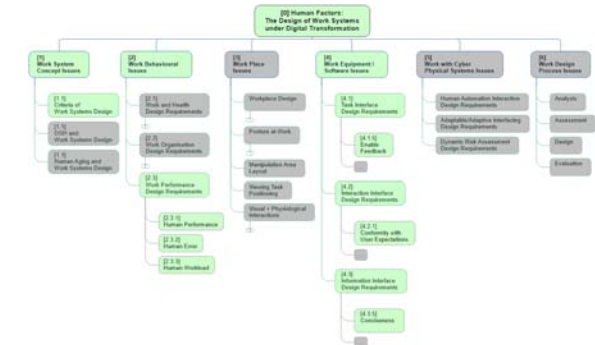 [0] Human Factors:
The Design of Work Systems
under Digital Transformation
[1]
Work System
Concept Issues
[1.1]
Criteria of
Work Systems Design
[1.1]
OSH and
Work Systems Design
[1.1]
Human Aging and
Work Systems Design
[2]
Work Behavioural
Issues
[2.1]
Work and Health
Design Requirements
[2.2]
Work Organisation
Design Requirements
[2.3]
Work Performance
Design Requirements
[2.3.1]
Human Performance
[2.3.2]
Human Error
[2.3.3]
Human Workload
[3]
Work Place
Issues
Workplace Design
Posture at Work
Manipulation Area
Layout
Viewing Task
Positioning
Visual + Physiological
Interactions
[4]
Work Equipment /
Software Issues
[4.1]
Task Interface
Design Requirements
[4.1.5]
Enable
Feedback
[4.2]
Interaction Interface
Design Requirements
[4.2.1]
Conformity with
User Expectations
[4.3]
Information Interface
Design Requirements
[4.3.5]
Conciseness
[5]
Work with Cyber
Physical Systems Issues
Human-Automation Interaction
Design Requirements
Adaptable/Adaptive Interfacing
Design Requirements
Dynamic Risk Assessment
Design Requirements
[6]
Work Design
Process Issues
Analysis
Assessment
Design
Evaluation